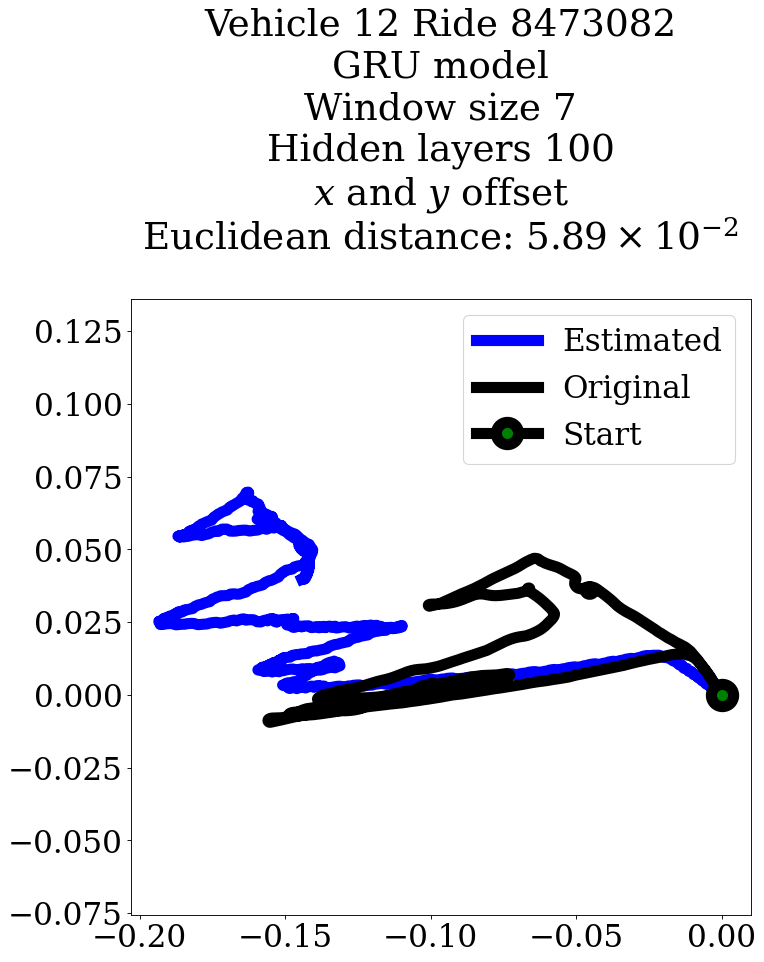 Vehicle 12 Ride 8473082
GRU model
Window size 7
Hidden layers 100
x and y offset
Euclidean distance: 5.89 × 10⁻²
Estimated
Original
Start
0.125
0.100
0.075
0.050
0.025
0.000
−0.025
−0.050
−0.075
−0.20 −0.15 −0.10 −0.05 0.00